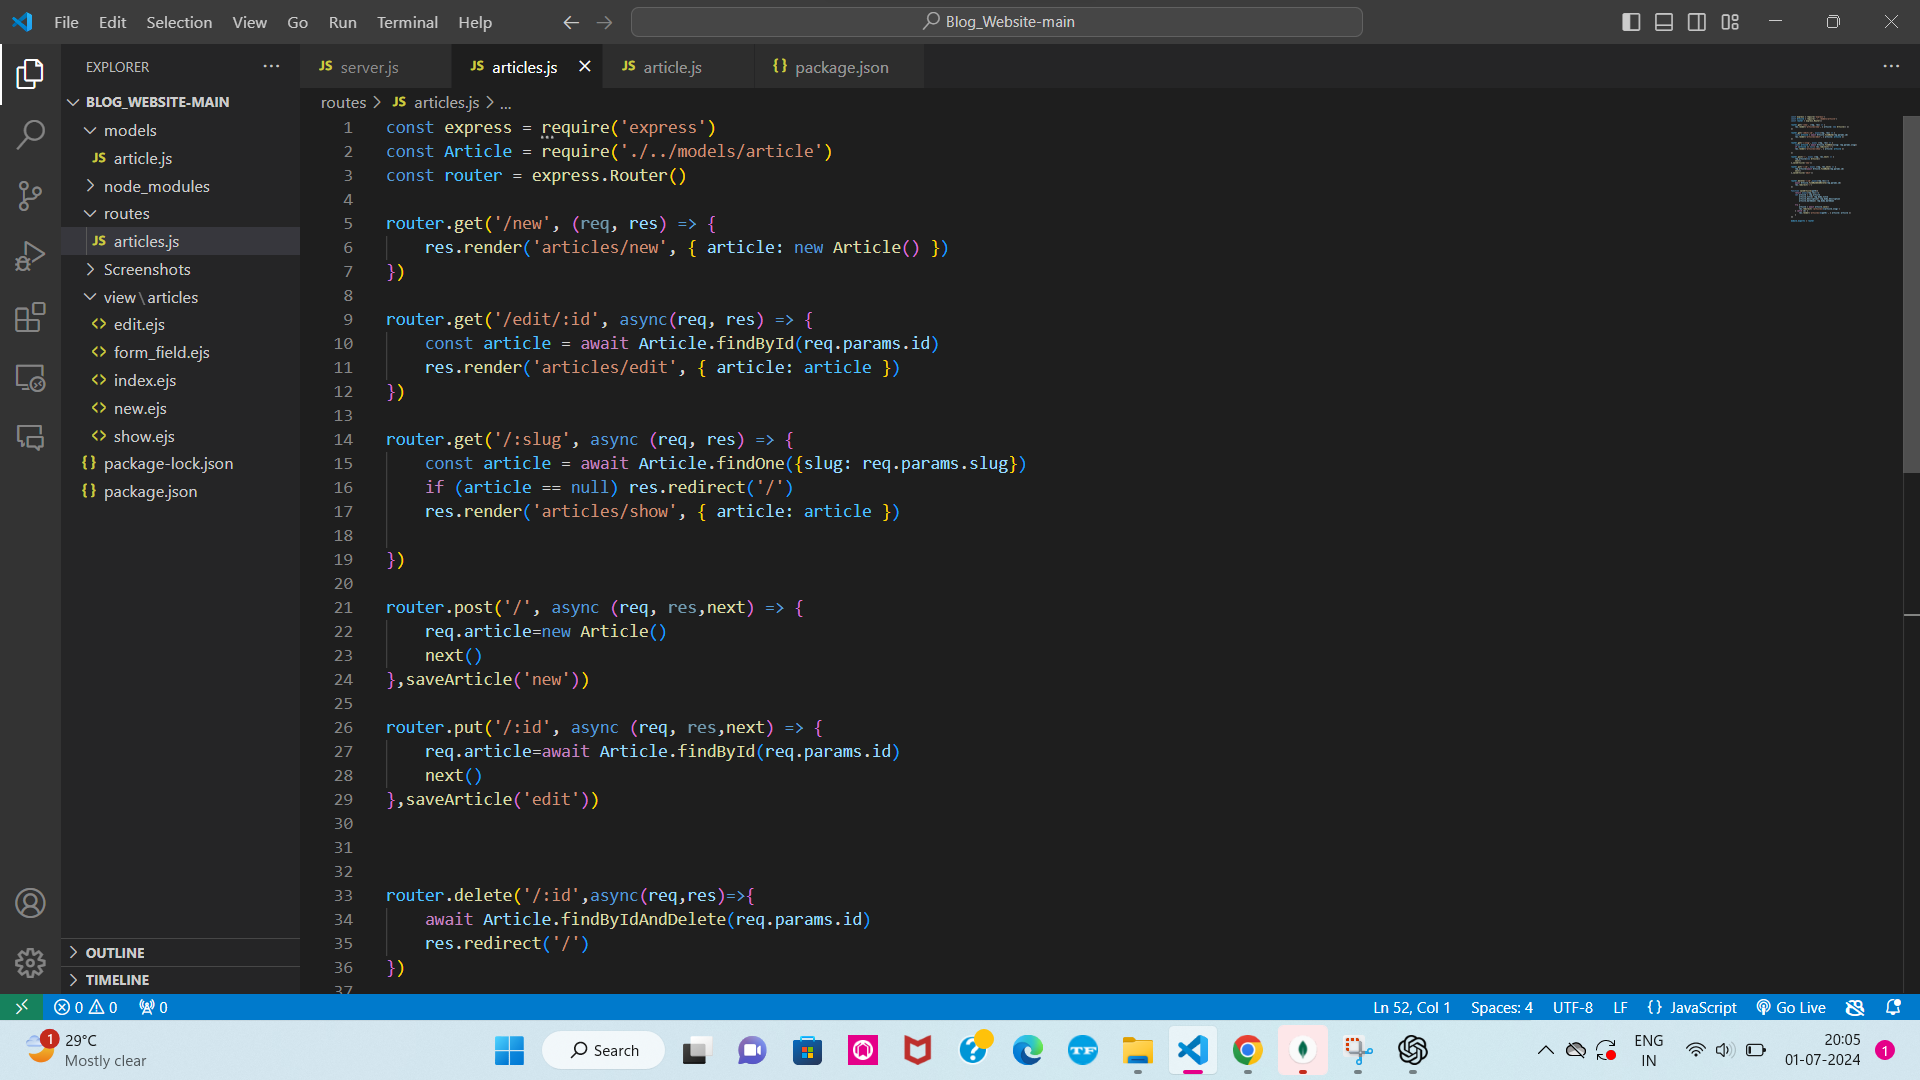 File Edit Selection View Go Run Terminal Help
Blog_Website-main
EXPLORER
BLOG_WEBSITE-MAIN
models
JS article.js
node_modules
routes
JS articles.js
Screenshots
view\articles
<> edit.ejs
<> form_field.ejs
<> index.ejs
<> new.ejs
<> show.ejs
{} package-lock.json
{} package.json
OUTLINE
TIMELINE
JS server.js
JS articles.js
JS article.js
{} package.json
routes > JS articles.js > ...
1 const express = require('express')
2 const Article = require('./../models/article')
3 const router = express.Router()
4
5 router.get('/new', (req, res) => {
6     res.render('articles/new', { article: new Article() })
7 })
8
9 router.get('/edit/:id', async(req, res) => {
10     const article = await Article.findById(req.params.id)
11     res.render('articles/edit', { article: article })
12 })
13
14 router.get('/:slug', async (req, res) => {
15     const article = await Article.findOne({slug: req.params.slug})
16     if (article == null) res.redirect('/')
17     res.render('articles/show', { article: article })
18
19 })
20
21 router.post('/', async (req, res,next) => {
22     req.article=new Article()
23     next()
24 },saveArticle('new'))
25
26 router.put('/:id', async (req, res,next) => {
27     req.article=await Article.findById(req.params.id)
28     next()
29 },saveArticle('edit'))
30
31
32
33 router.delete('/:id',async(req,res)=>{
34     await Article.findByIdAndDelete(req.params.id)
35     res.redirect('/')
36 })
37
0 0 0
Ln 52, Col 1 Spaces: 4 UTF-8 LF {} JavaScript Go Live
1
29°C
Mostly clear
Search
TF
ENG
IN
20:05
01-07-2024
1